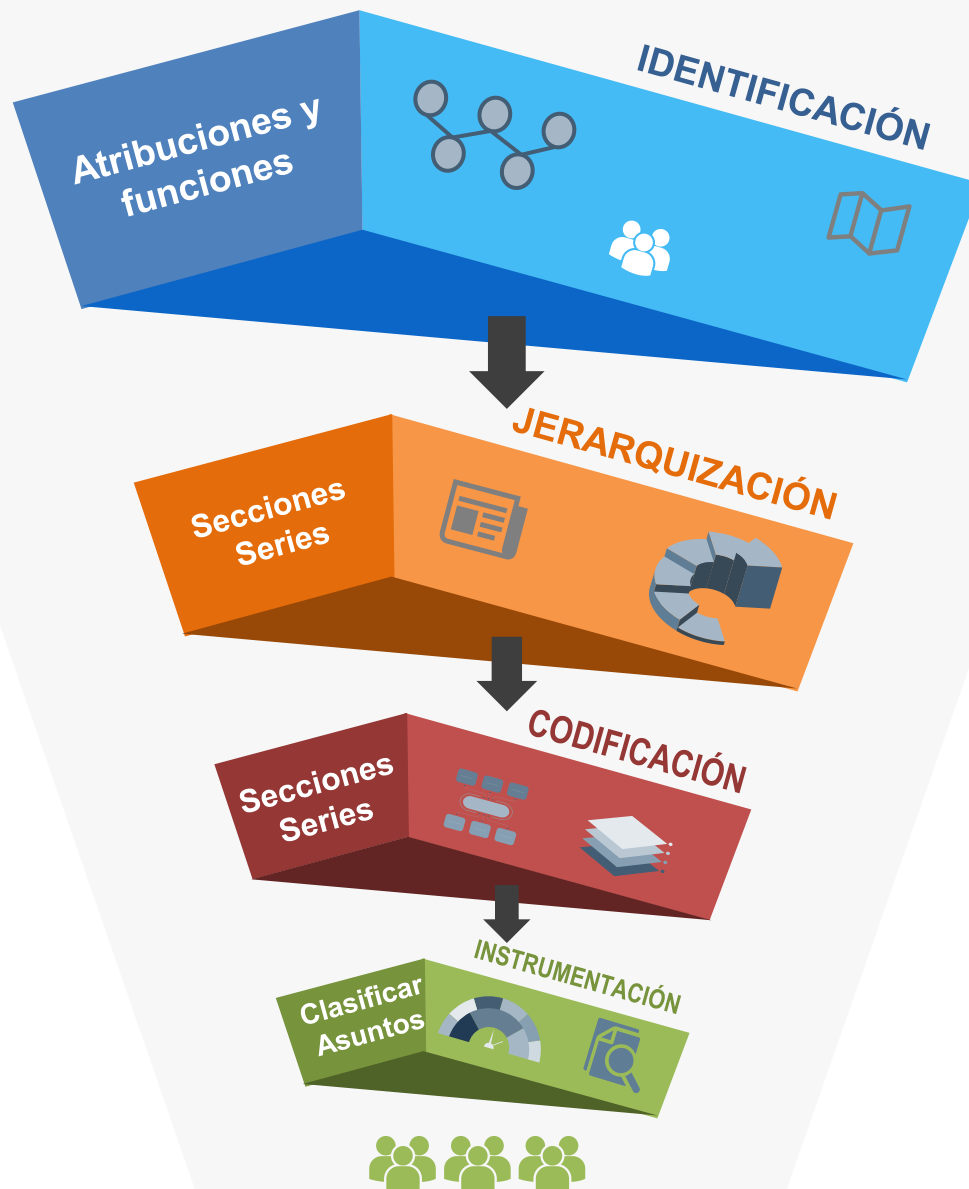 IDENTIFICACIÓN
Atribuciones y
funciones
JERARQUIZACIÓN
Secciones
Series
CODIFICACIÓN
Secciones
Series
INSTRUMENTACIÓN
Clasificar
Asuntos